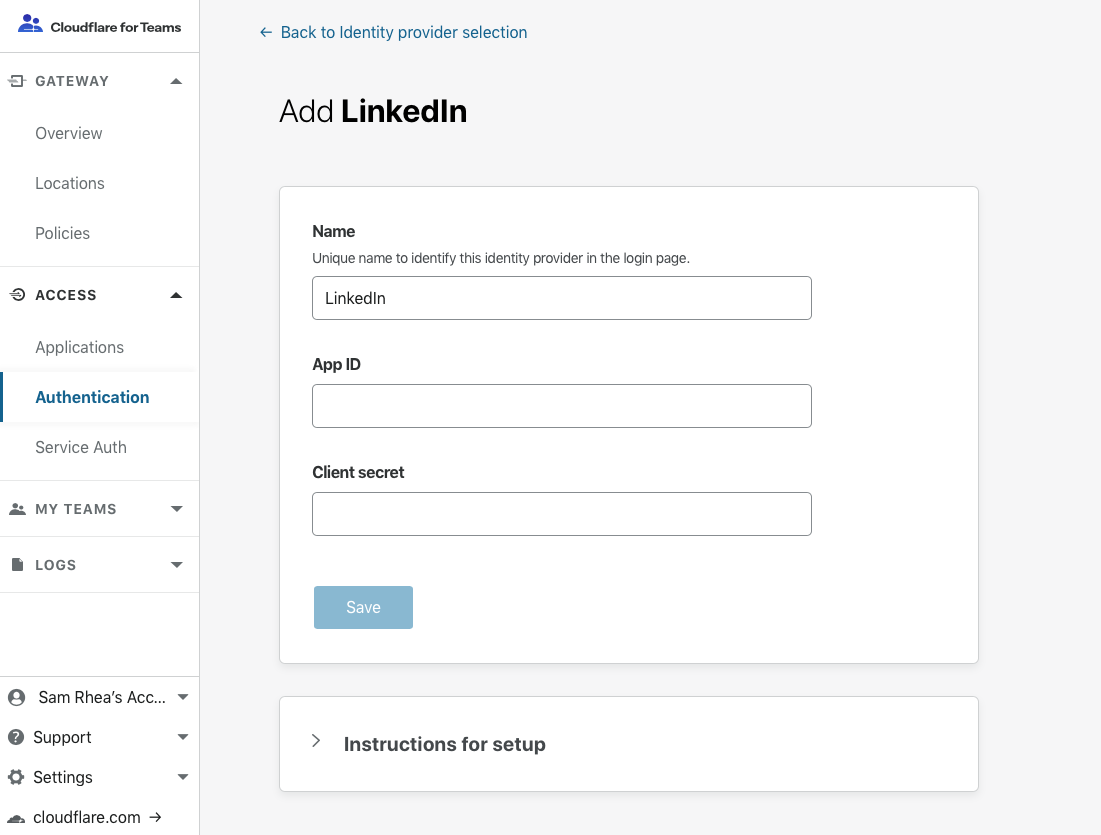 Cloudflare for Teams
GATEWAY
Overview
Locations
Policies
ACCESS
Applications
Authentication
Service Auth
MY TEAMS
LOGS
Sam Rhea's Acc...
Support
Settings
cloudflare.com →
← Back to Identity provider selection
Add LinkedIn
Name
Unique name to identify this identity provider in the login page.
LinkedIn
App ID
Client secret
Save
Instructions for setup